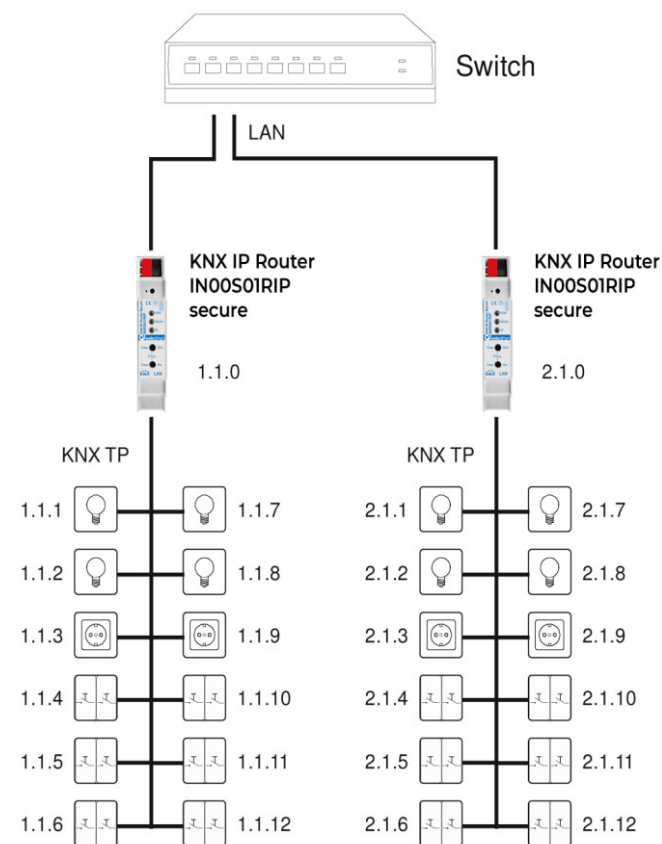 Switch
LAN
KNX IP Router
IN00S01RIP
secure
1.1.0
KNX IP Router
IN00S01RIP
secure
2.1.0
KNX TP
KNX TP
1.1.1
1.1.7
2.1.1
2.1.7
1.1.2
1.1.8
2.1.2
2.1.8
1.1.3
1.1.9
2.1.3
2.1.9
1.1.4
1.1.10
2.1.4
2.1.10
1.1.5
1.1.11
2.1.5
2.1.11
1.1.6
1.1.12
2.1.6
2.1.12